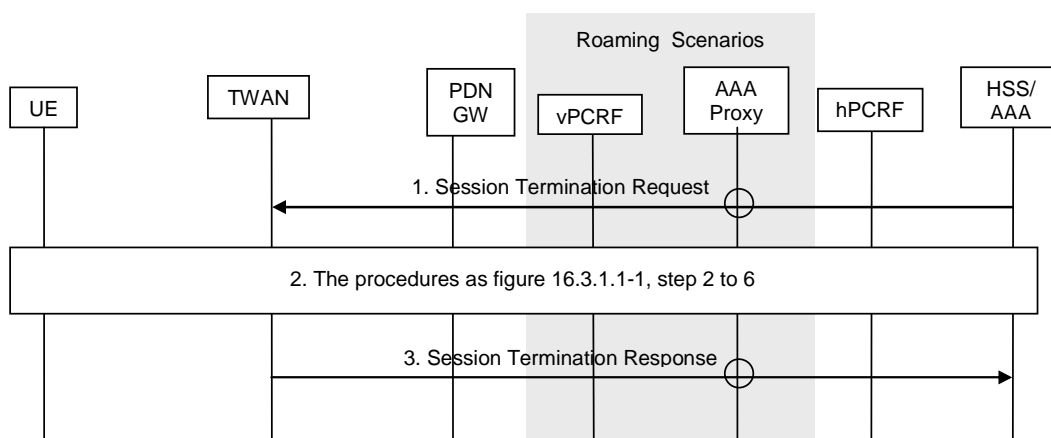 Roaming Scenarios
UE
TWAN
PDN
GW
vPCRF
AAA
Proxy
hPCRF
HSS/
AAA
1. Session Termination Request
2. The procedures as figure 16.3.1.1-1, step 2 to 6
3. Session Termination Response